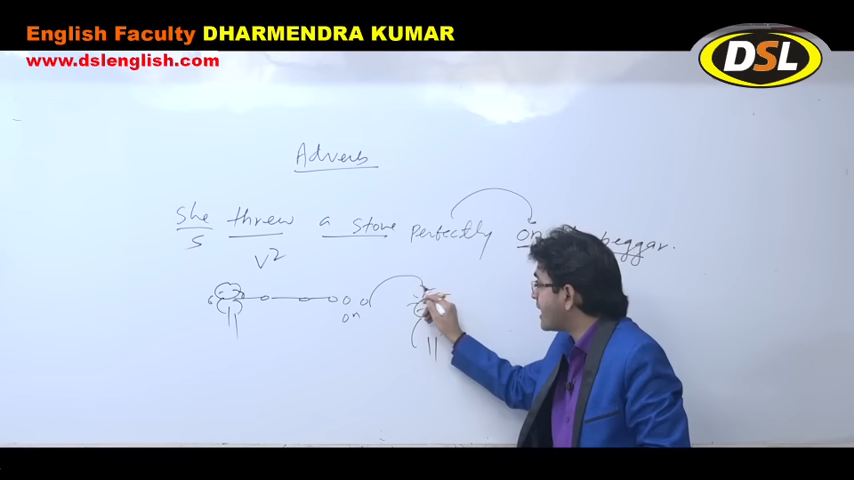 English Faculty DHARMENDRA KUMAR
www.dslenglish.com
DSL
Adverb
She threw a stone perfectly on beggar.
S
V2
on